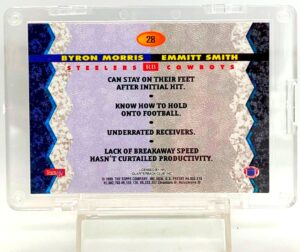 28
BYRON MORRIS EMMITT SMITH
STEELERS RB COWBOYS
CAN STAY ON THEIR FEET
AFTER INITIAL HIT.
•
KNOW HOW TO HOLD
ONTO FOOTBALL.
•
UNDERRATED RECEIVERS.
•
LACK OF BREAKAWAY SPEED
HASN'T CURTAILED PRODUCTIVITY.